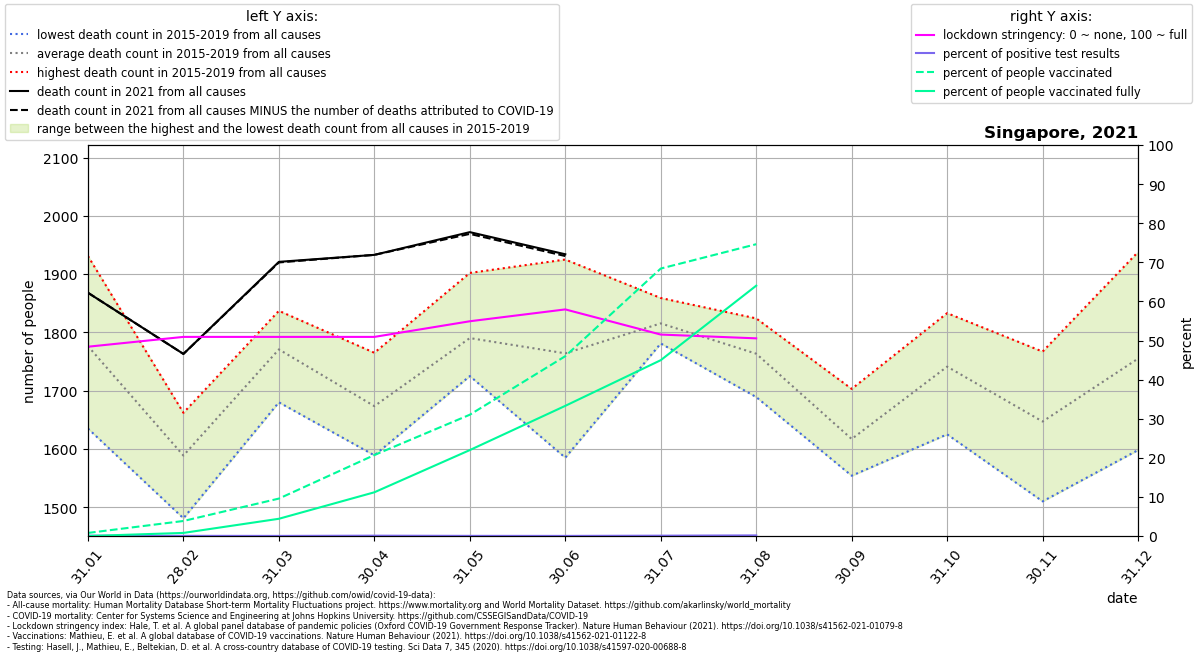 left Y axis:
lowest death count in 2015-2019 from all causes
average death count in 2015-2019 from all causes
highest death count in 2015-2019 from all causes
death count in 2021 from all causes
death count in 2021 from all causes MINUS the number of deaths attributed to COVID-19
range between the highest and the lowest death count from all causes in 2015-2019
right Y axis:
lockdown stringency: 0 ~ none, 100 ~ full
percent of positive test results
percent of people vaccinated
percent of people vaccinated fully
Singapore, 2021
number of people
2100
2000
1900
1800
1700
1600
1500
100
90
80
70
60
50
40
30
20
10
0
percent
31.01
28.02
31.03
30.04
31.05
30.06
31.07
31.08
30.09
31.10
30.11
31.12
date
Data sources, via Our World in Data (https://ourworldindata.org, https://github.com/owid/covid-19-data):
- All-cause mortality: Human Mortality Database Short-term Mortality Fluctuations project. https://www.mortality.org and World Mortality Dataset. https://github.com/akarlinsky/world_mortality
- COVID-19 mortality: Center for Systems Science and Engineering at Johns Hopkins University. https://github.com/CSSEGISandData/COVID-19
- Lockdown stringency index: Hale, T. et al. A global panel database of pandemic policies (Oxford COVID-19 Government Response Tracker). Nature Human Behaviour (2021). https://doi.org/10.1038/s41562-021-01079-8
- Vaccinations: Mathieu, E. et al. A global database of COVID-19 vaccinations. Nature Human Behaviour (2021). https://doi.org/10.1038/s41562-021-01122-8
- Testing: Hasell, J., Mathieu, E., Beltekian, D. et al. A cross-country database of COVID-19 testing. Sci Data 7, 345 (2020). https://doi.org/10.1038/s41597-020-00688-8